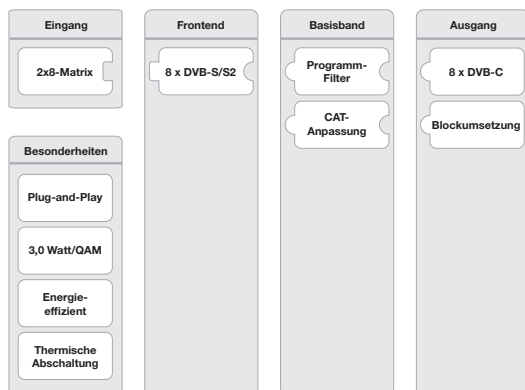 Eingang
2x8-Matrix
Besonderheiten
Plug-and-Play
3,0 Watt/QAM
Energie-
effizient
Thermische
Abschaltung
Frontend
8 x DVB-S/S2
Basisband
Programm-
Filter
CAT-
Anpassung
Ausgang
8 x DVB-C
Blockumsetzung